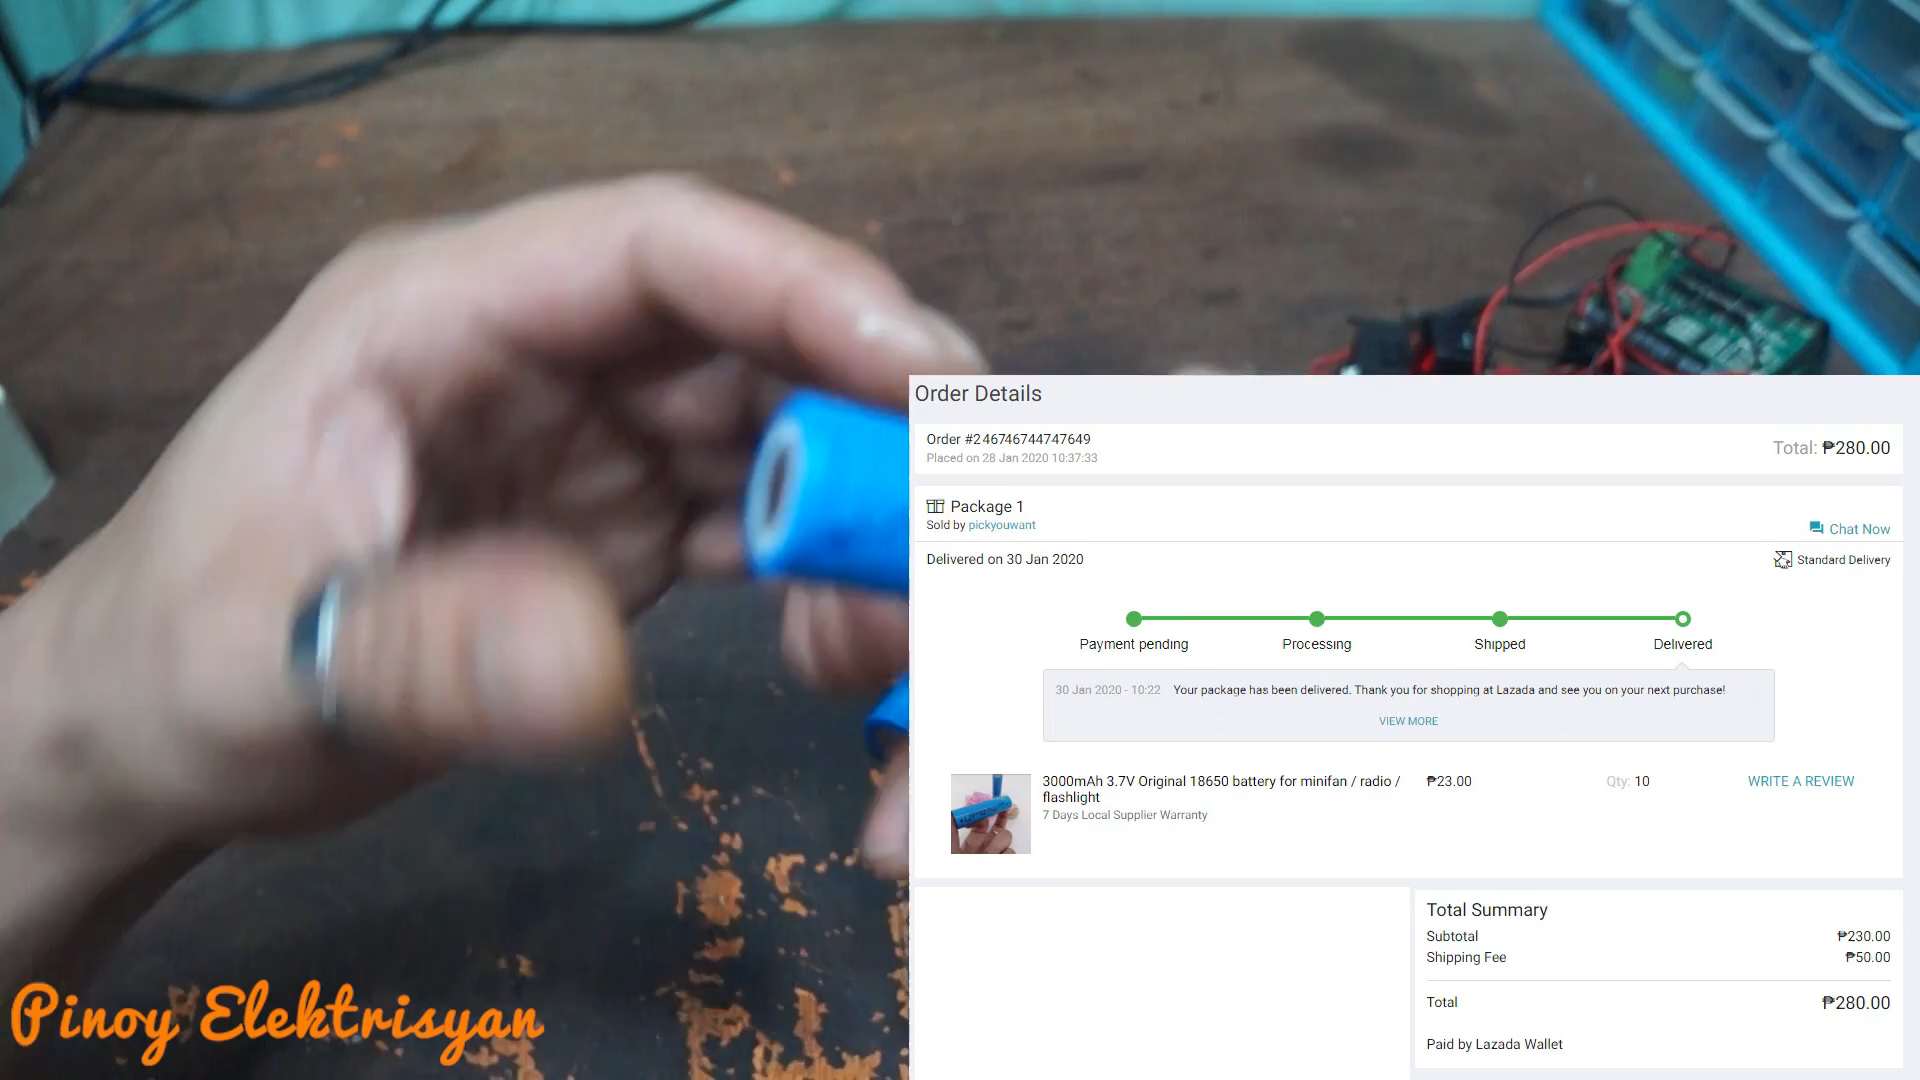 Order Details
Order #246746744747649
Placed on 28 Jan 2020 10:37:33
Total: ₱280.00
Package 1
Sold by pickyouwant
Chat Now
Delivered on 30 Jan 2020
Standard Delivery
Payment pending
Processing
Shipped
Delivered
30 Jan 2020 - 10:22 Your package has been delivered. Thank you for shopping at Lazada and see you on your next purchase!
VIEW MORE
3000mAh 3.7V Original 18650 battery for minifan / radio /
flashlight
7 Days Local Supplier Warranty
₱23.00
Qty: 10
WRITE A REVIEW
Total Summary
Subtotal ₱230.00
Shipping Fee ₱50.00
Total ₱280.00
Paid by Lazada Wallet
Pinoy Elektrisyan